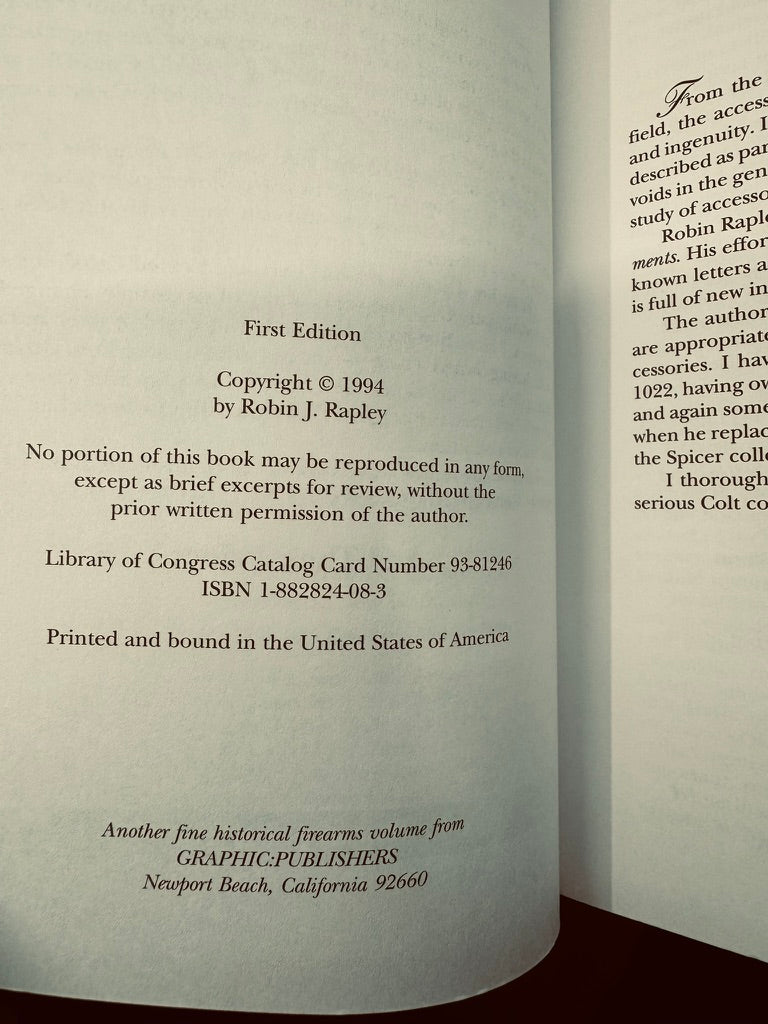 First Edition
Copyright © 1994
by Robin J. Rapley
No portion of this book may be reproduced in any form,
except as brief excerpts for review, without the
prior written permission of the author.
Library of Congress Catalog Card Number 93-81246
ISBN 1-882824-08-3
Printed and bound in the United States of America
Another fine historical firearms volume from
GRAPHIC:PUBLISHERS
Newport Beach, California 92660
From the
field, the access
and ingenuity. I
described as par
voids in the gen
study of accesso
Robin Raple
ments. His effor
known letters a
is full of new in
The author
are appropriate
cessories. I hav
1022, having ow
and again some
when he replac
the Spicer colle
I thorough
serious Colt co